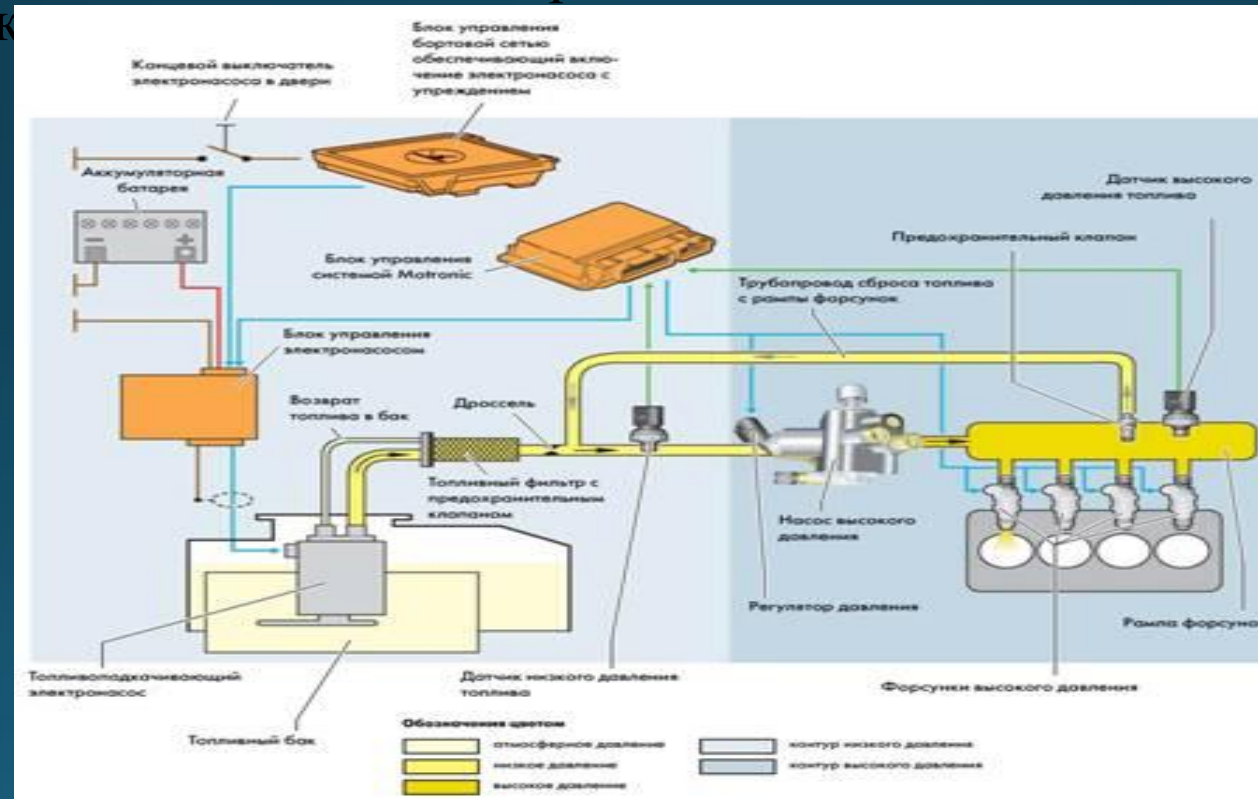 к
Блок управления
бортовой сетью
обеспечивающий вклю-
чение электронасоса с
упреждением
Концевой выключатель
электронасоса в двери
Аккумуляторная
батарея
Датчик высокого
давления топлива
Предохранительный клапан
Блок управления
системой Motronic
Трубопровод сброса топлива
с рампы форсунок
Блок управления
электронасосом
Возврат
топлива в бак
Дроссель
Топливный фильтр с
предохранительным
клапаном
Насос высокого
давления
Регулятор давления
Рампа форсунок
Топливоподкачивающий
электронасос
Датчик низкого давления
топлива
Форсунки высокого давления
Топливный бак
Обозначения цветом
атмосферное давление
низкое давление
высокое давление
контур низкого давления
контур высокого давления